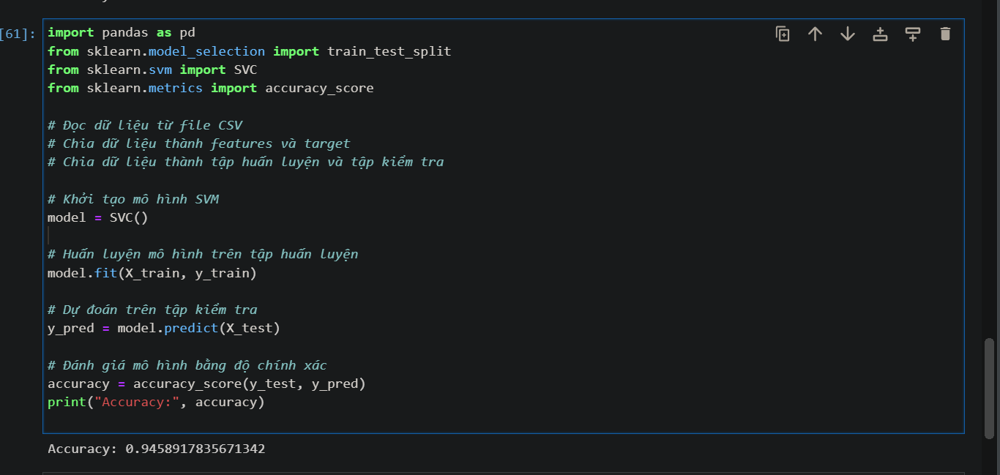 [61]:
import pandas as pd
from sklearn.model_selection import train_test_split
from sklearn.svm import SVC
from sklearn.metrics import accuracy_score
# Đọc dữ liệu từ file CSV
# Chia dữ liệu thành features và target
# Chia dữ liệu thành tập huấn luyện và tập kiểm tra
# Khởi tạo mô hình SVM
model = SVC()
# Huấn luyện mô hình trên tập huấn luyện
model.fit(X_train, y_train)
# Dự đoán trên tập kiểm tra
y_pred = model.predict(X_test)
# Đánh giá mô hình bằng độ chính xác
accuracy = accuracy_score(y_test, y_pred)
print("Accuracy:", accuracy)
Accuracy: 0.9458917835671342